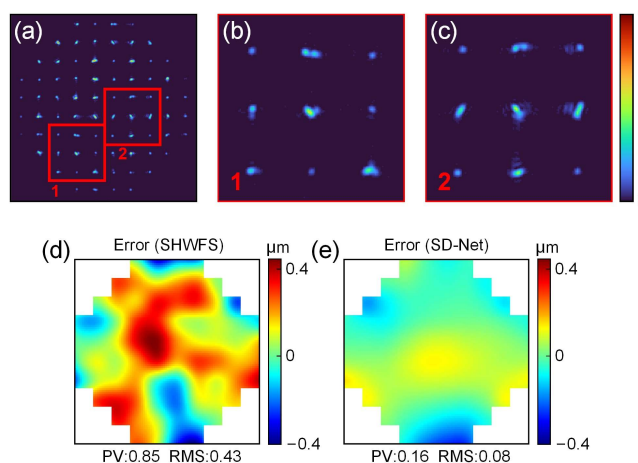 (a)
(b)
(c)
1
2
1
2
(d)
Error (SHWFS)
μm
0.4
0
−0.4
PV:0.85 RMS:0.43
(e)
Error (SD-Net)
μm
0.4
0
−0.4
PV:0.16 RMS:0.08